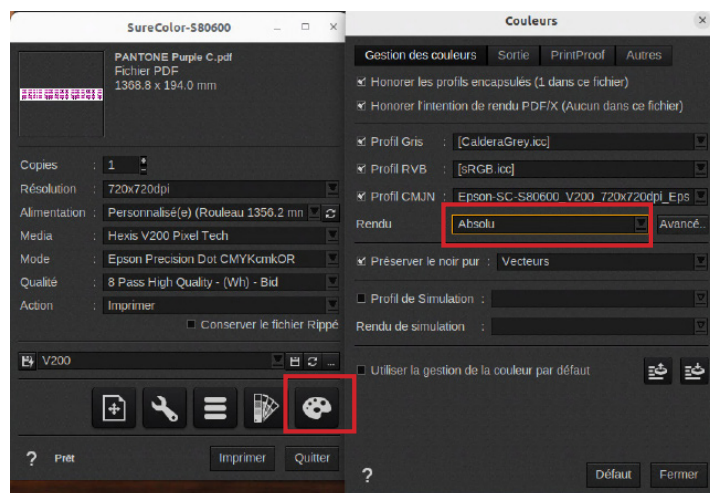 SureColor-S80600
PANTONE Purple C.pdf
Fichier PDF
1368.8 x 194.0 mm
Copies : 1
Résolution : 720x720dpi
Alimentation : Personnalisé(e) (Rouleau 1356.2 mn
Media : Hexis V200 Pixel Tech
Mode : Epson Precision Dot CMYKcmkOR
Qualité : 8 Pass High Quality - (Wh) - Bid
Action : Imprimer
Conserver le fichier Rippé
V200
...
? Prêt Imprimer Quitter
Couleurs
Gestion des couleurs Sortie PrintProof Autres
Honorer les profils encapsulés (1 dans ce fichier)
Honorer l'intention de rendu PDF/X (Aucun dans ce fichier)
Profil Gris : [CalderaGrey.icc]
Profil RVB : [sRGB.icc]
Profil CMJN : Epson-SC-S80600_V200_720x720dpi_Eps
Rendu Absolu Avancé..
Préserver le noir pur : Vecteurs
Profil de Simulation :
Rendu de simulation :
Utiliser la gestion de la couleur par défaut
? Défaut Fermer